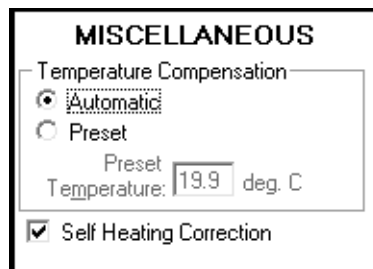 MISCELLANEOUS
Temperature Compensation
Automatic
Preset
Preset
Temperature: 19.9 deg. C
Self Heating Correction